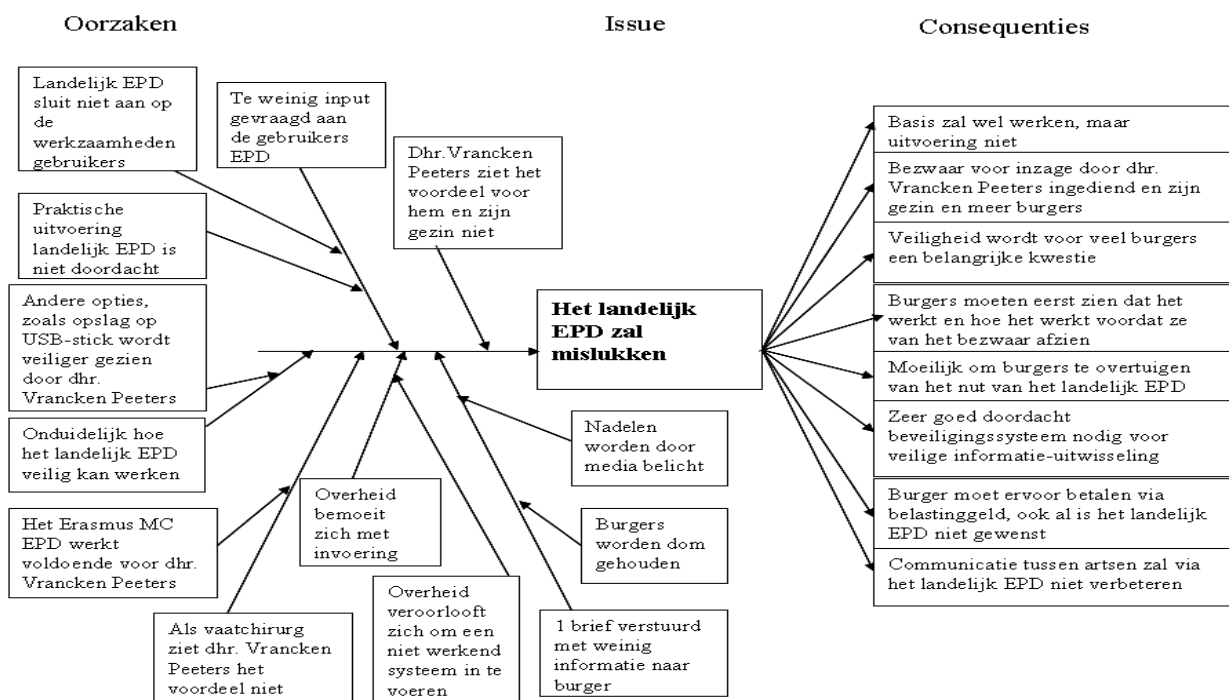 Oorzaken
Issue
Consequenties
Landelijk EPD
sluit niet aan op
de
werkzaamheden
gebruikers
Te weinig input
gevraagd aan
de gebruikers
EPD
Dhr.Vrancken
Peeters ziet het
voordeel voor
hem en zijn
gezin niet
Praktische
uitvoering
landelijk EPD is
niet doordacht
Andere opties,
zoals opslag op
USB-stick wordt
veiliger gezien
door dhr.
Vrancken Peeters
Onduidelijk hoe
het landelijk EPD
veilig kan werken
Het Erasmus MC
EPD werkt
voldoende voor dhr.
Vrancken Peeters
Als vaatchirurg
ziet dhr. Vrancken
Peeters het
voordeel niet
Overheid
bemoeit
zich met
invoering
Overheid
veroorlooft
zich om een
niet werkend
systeem in te
voeren
Nadelen
worden door
media belicht
Burgers
worden dom
gehouden
1 brief verstuurd
met weinig
informatie naar
burger
Het landelijk
EPD zal
mislukken
Basis zal wel werken, maar
uitvoering niet
Bezwaar voor inzage door dhr.
Vrancken Peeters ingediend en zijn
gezin en meer burgers
Veiligheid wordt voor veel burgers
een belangrijke kwestie
Burgers moeten eerst zien dat het
werkt en hoe het werkt voordat ze
van het bezwaar afzien
Moeilijk om burgers te overtuigen
van het nut van het landelijk EPD
Zeer goed doordacht
beveiligingssysteem nodig voor
veilige informatie-uitwisseling
Burger moet ervoor betalen via
belastinggeld, ook al is het landelijk
EPD niet gewenst
Communicatie tussen artsen zal via
het landelijk EPD niet verbeteren